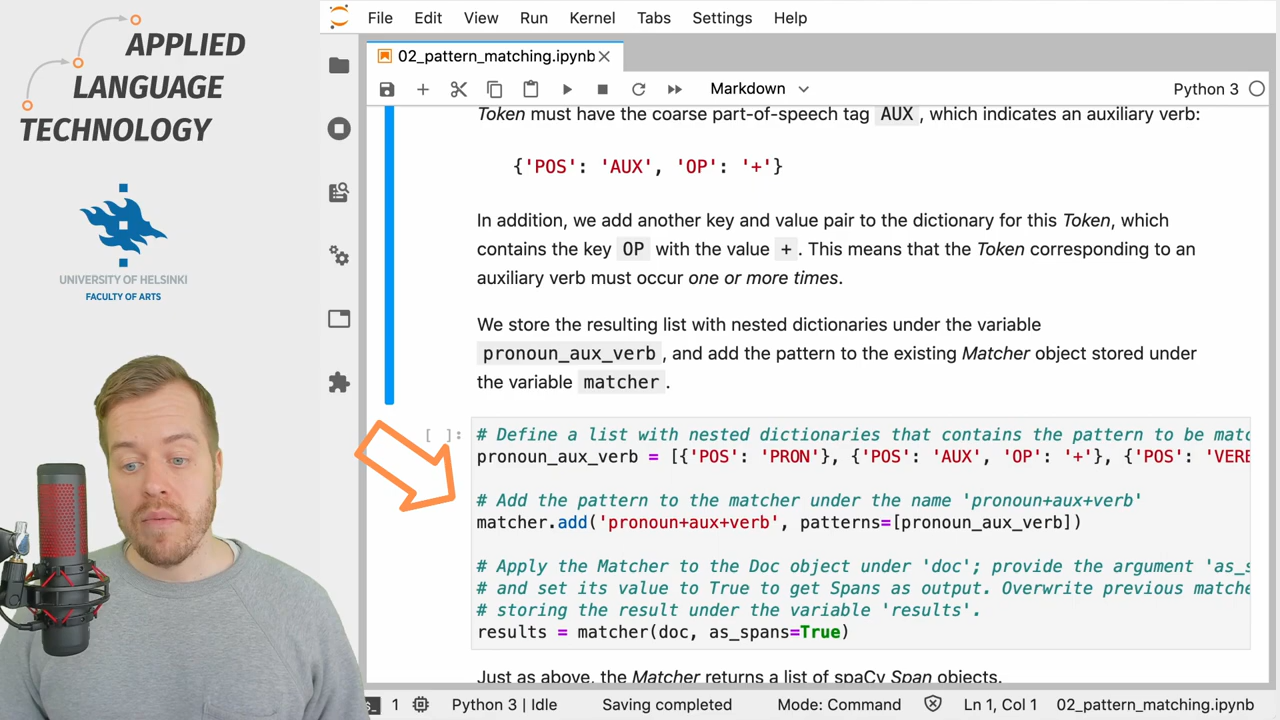 APPLIED
LANGUAGE
TECHNOLOGY
UNIVERSITY OF HELSINKI
FACULTY OF ARTS
File Edit View Run Kernel Tabs Settings Help
02_pattern_matching.ipynb
Markdown
Python 3
Token must have the coarse part-of-speech tag AUX, which indicates an auxiliary verb:
{'POS': 'AUX', 'OP': '+'}
In addition, we add another key and value pair to the dictionary for this Token, which
contains the key OP with the value +. This means that the Token corresponding to an
auxiliary verb must occur one or more times.
We store the resulting list with nested dictionaries under the variable
pronoun_aux_verb, and add the pattern to the existing Matcher object stored under
the variable matcher.
[ ]:
# Define a list with nested dictionaries that contains the pattern to be matc
pronoun_aux_verb = [{'POS': 'PRON'}, {'POS': 'AUX', 'OP': '+'}, {'POS': 'VERB
# Add the pattern to the matcher under the name 'pronoun+aux+verb'
matcher.add('pronoun+aux+verb', patterns=[pronoun_aux_verb])
# Apply the Matcher to the Doc object under 'doc'; provide the argument 'as_s
# and set its value to True to get Spans as output. Overwrite previous matche
# storing the result under the variable 'results'.
results = matcher(doc, as_spans=True)
Just as above, the Matcher returns a list of spaCy Span objects.
1 Python 3 | Idle Saving completed Mode: Command Ln 1, Col 1 02_pattern_matching.ipynb